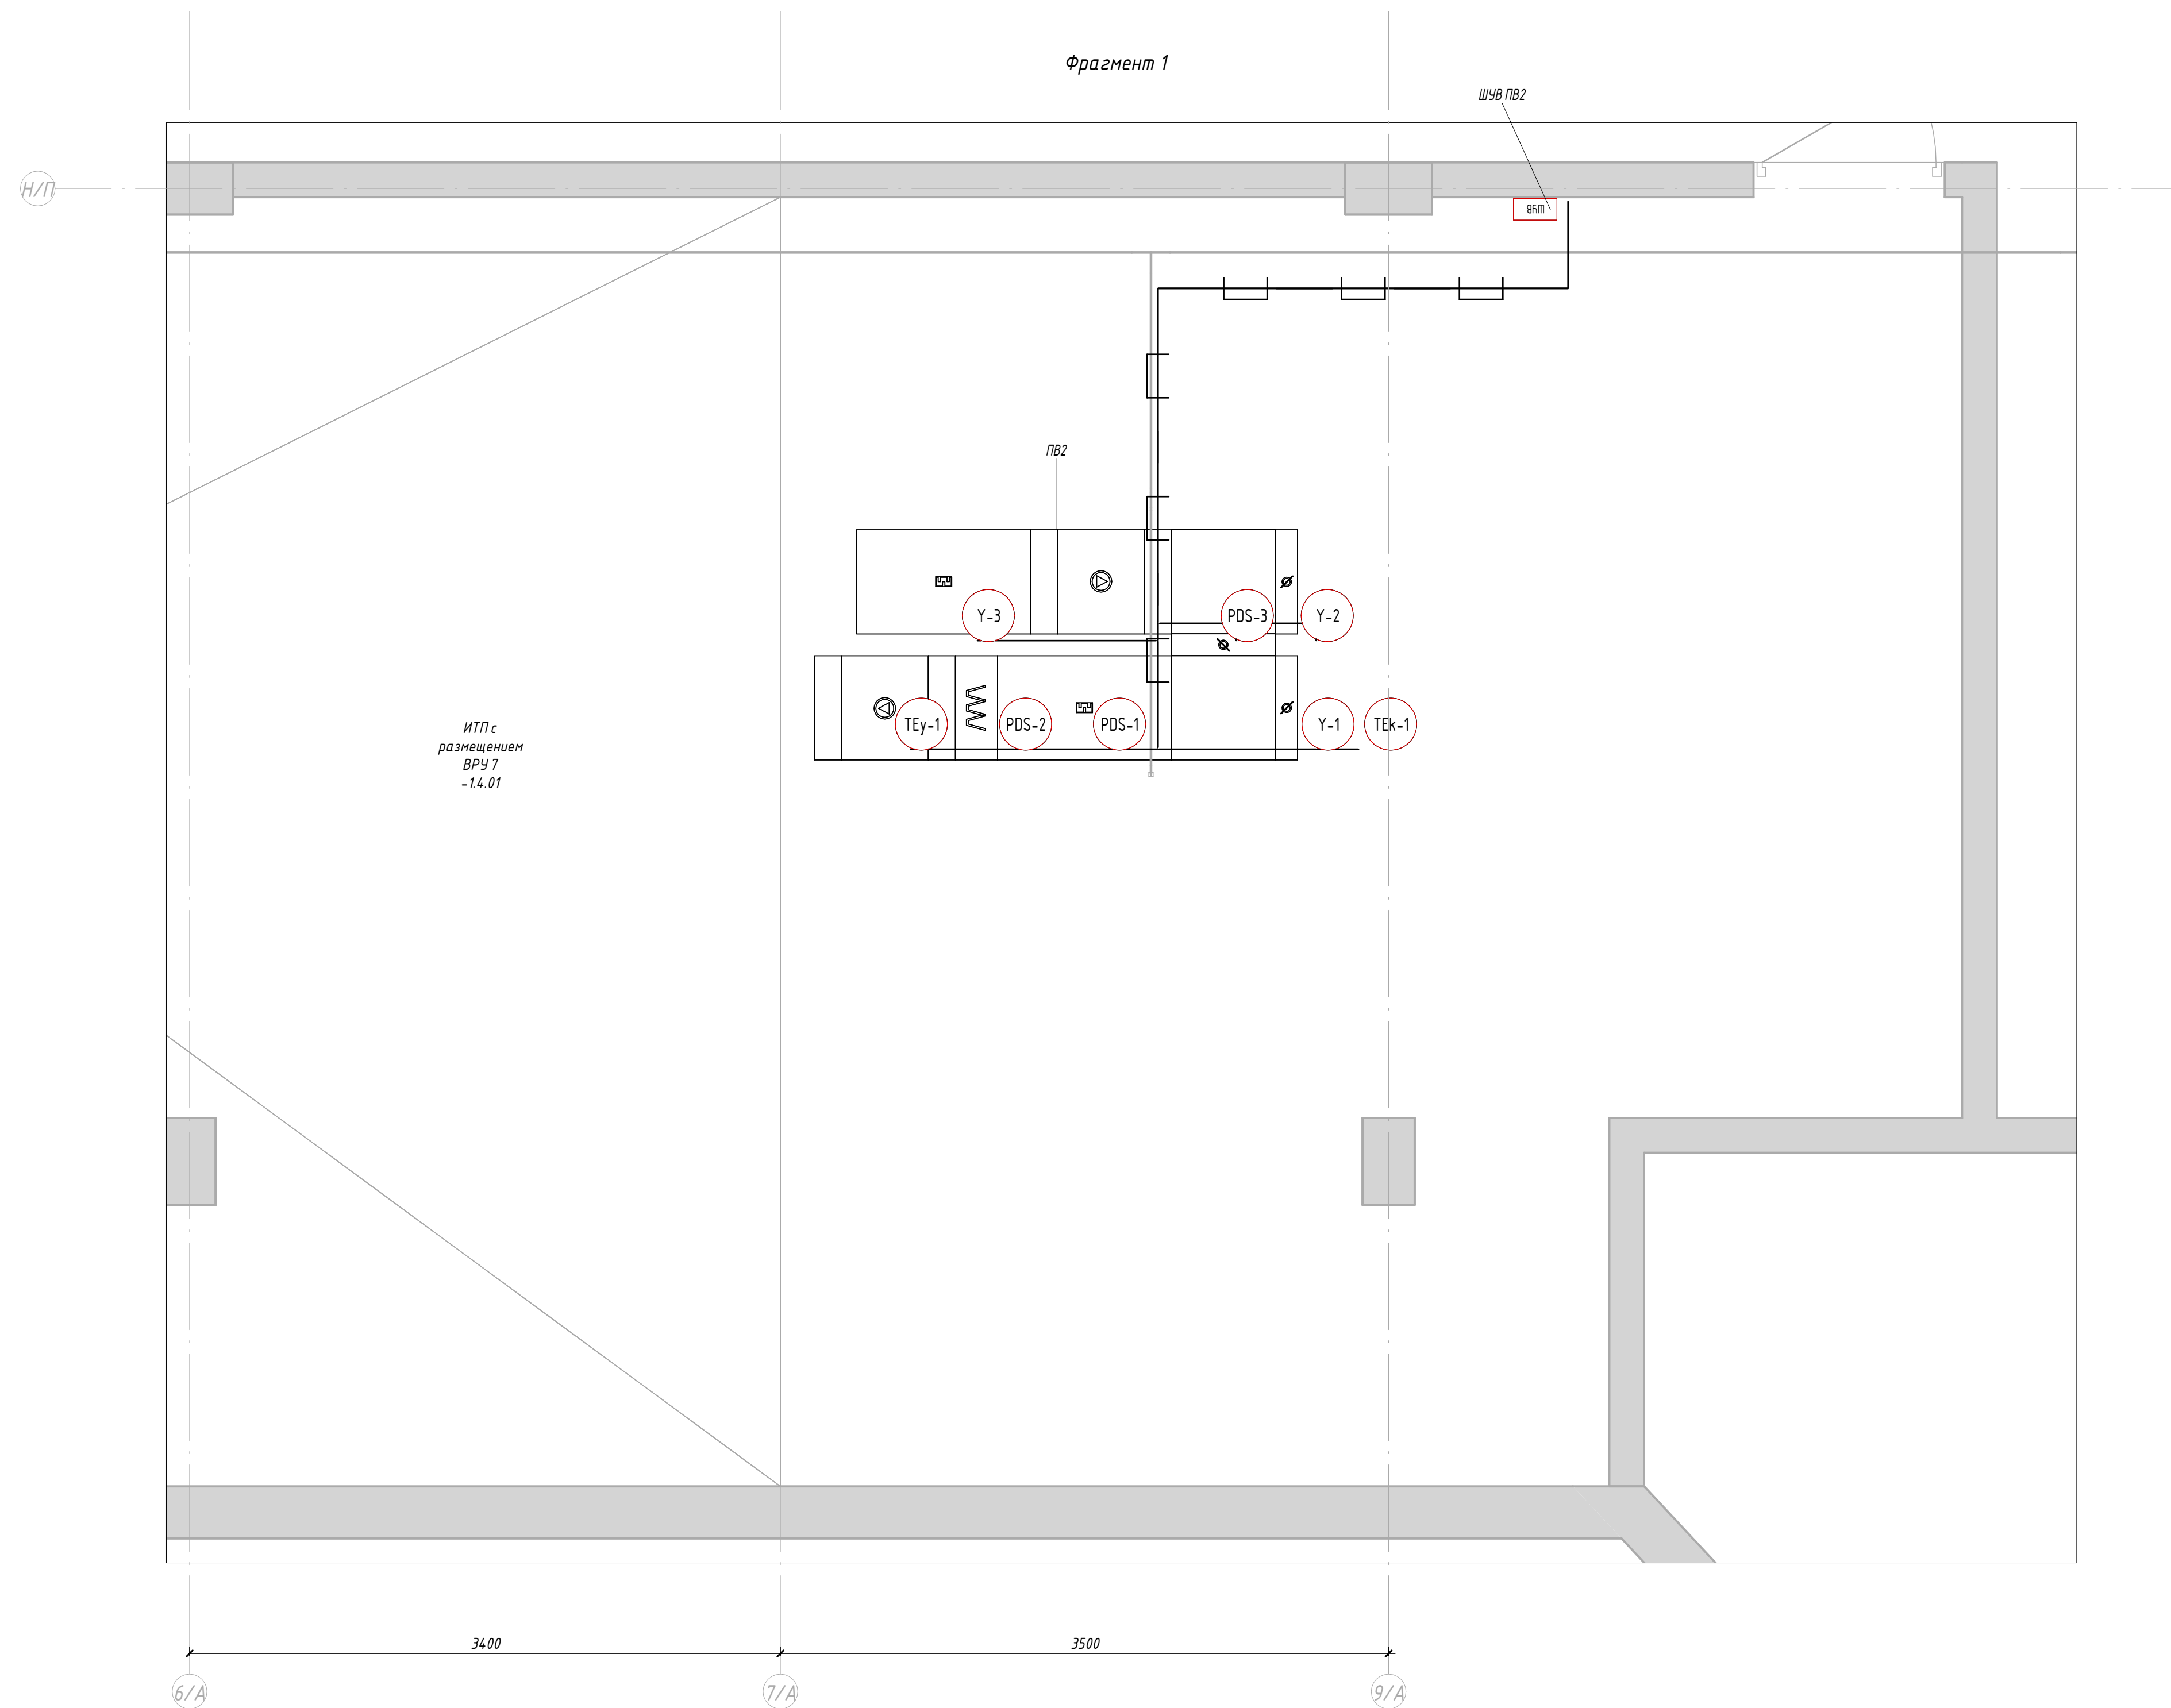 Фрагмент 1
ШУВ ПВ2
Н/П
ШУВ
ПВ2
Y-3
PDS-3
Y-2
TEy-1
PDS-2
PDS-1
Y-1
TEk-1
ИТП с
размещением
ВРУ 7
-1.4.01
3400
3500
6/А
7/А
9/А